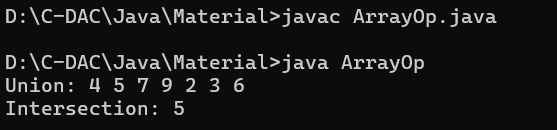 D:\C-DAC\Java\Material>javac ArrayOp.java
D:\C-DAC\Java\Material>java ArrayOp
Union: 4 5 7 9 2 3 6
Intersection: 5